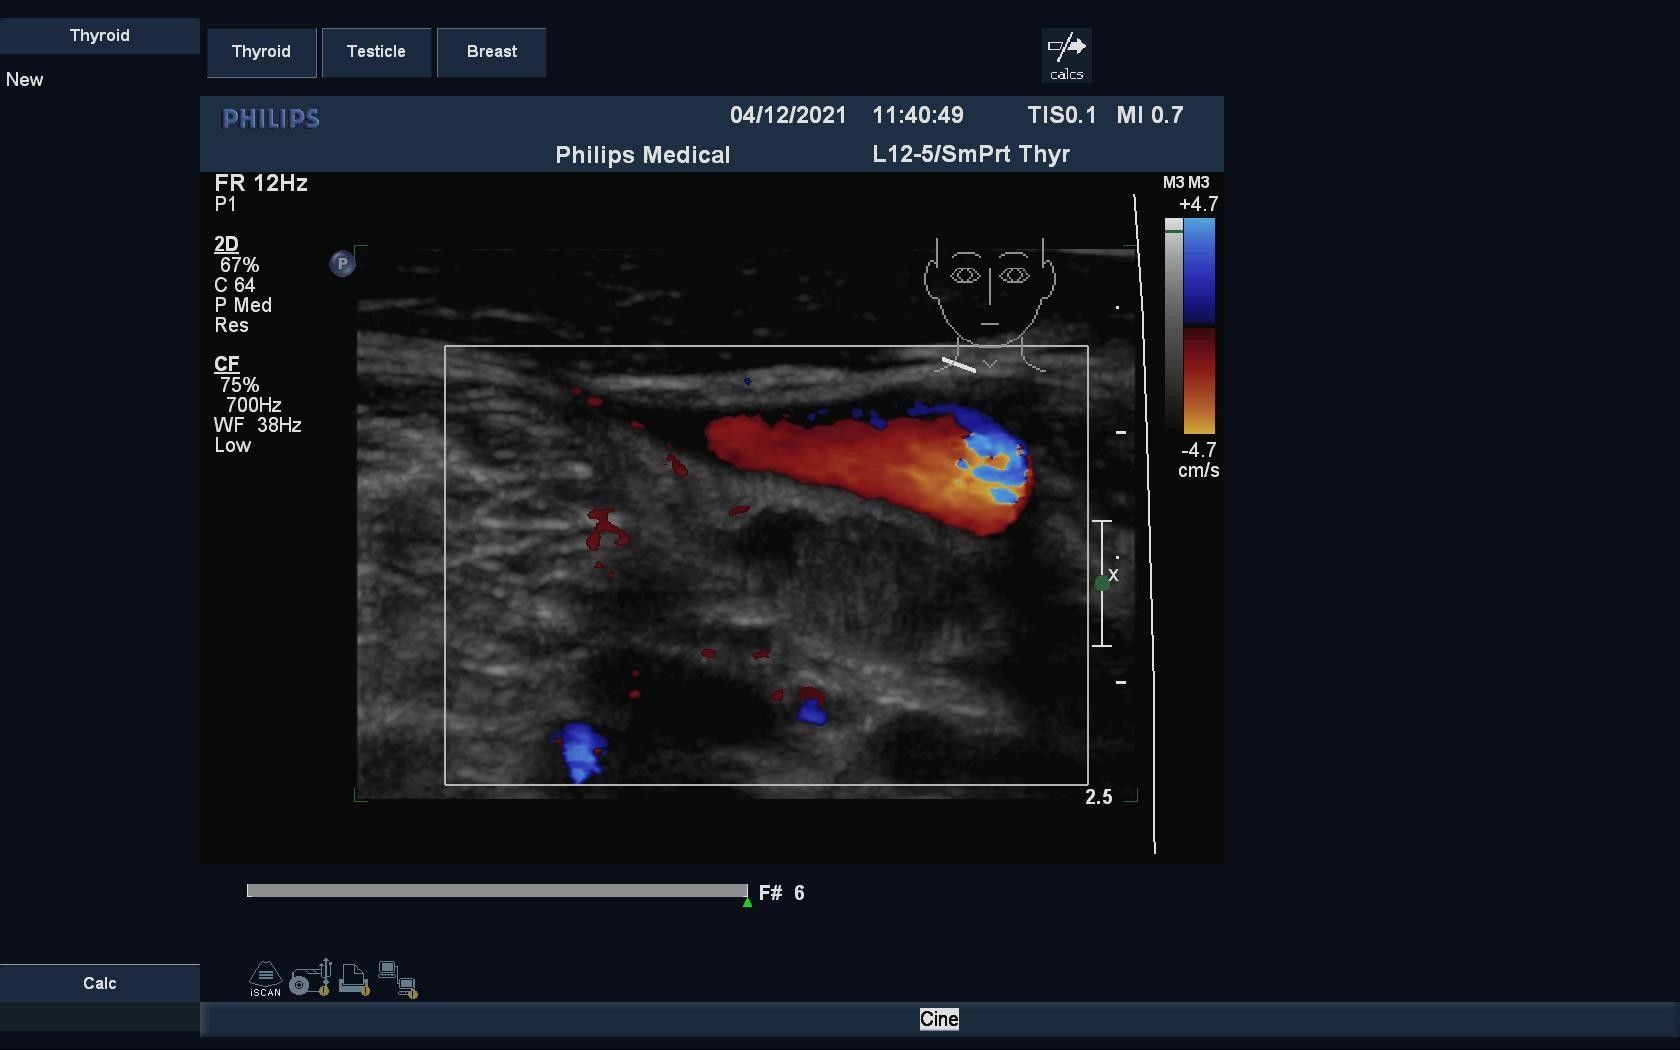 Thyroid
New
Thyroid Testicle Breast
calcs
PHILIPS 04/12/2021 11:40:49 TIS0.1 MI 0.7
Philips Medical L12-5/SmPrt Thyr
FR 12Hz
P1
2D
67%
C 64
P Med
Res
CF
75%
700Hz
WF 38Hz
Low
P
M3 M3
+4.7
-4.7
cm/s
X
2.5
F# 6
Calc
iSCAN
Cine